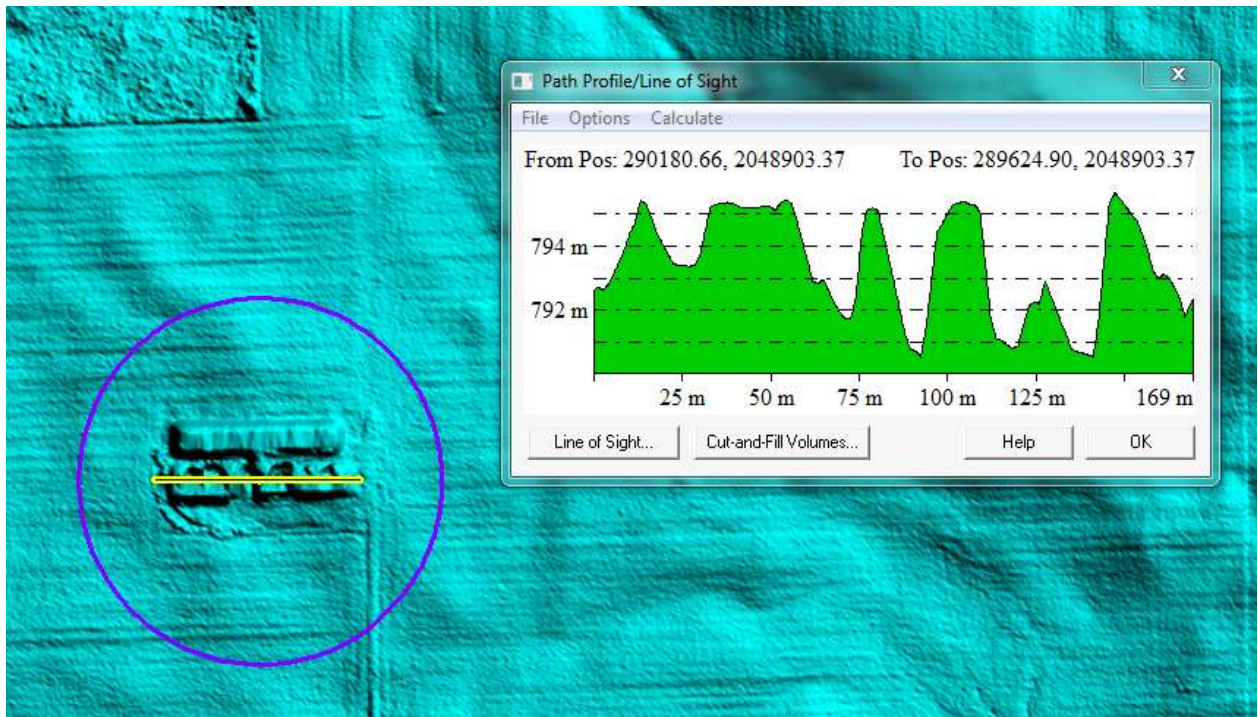 Path Profile/Line of Sight
X
File Options Calculate
From Pos: 290180.66, 2048903.37 To Pos: 289624.90, 2048903.37
794 m
792 m
25 m 50 m 75 m 100 m 125 m 169 m
Line of Sight... Cut-and-Fill Volumes... Help OK